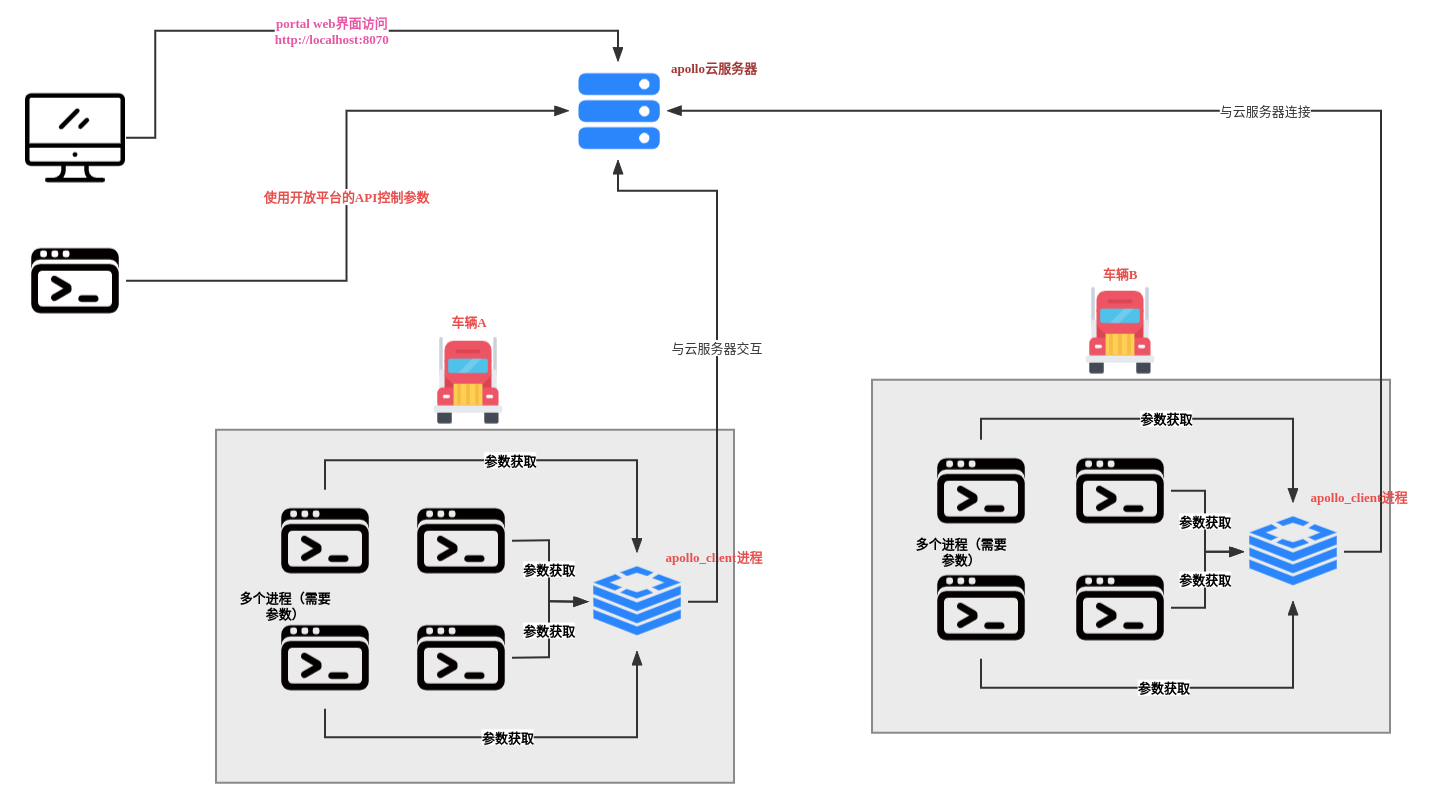 portal web界面访问
http://localhost:8070
apollo云服务器
与云服务器连接
使用开放平台的API控制参数
车辆B
车辆A
与云服务器交互
参数获取
参数获取
apollo_client进程
参数获取
多个进程（需要
参数）
参数获取
参数获取
apollo_client进程
参数获取
多个进程（需要
参数）
参数获取
参数获取
参数获取